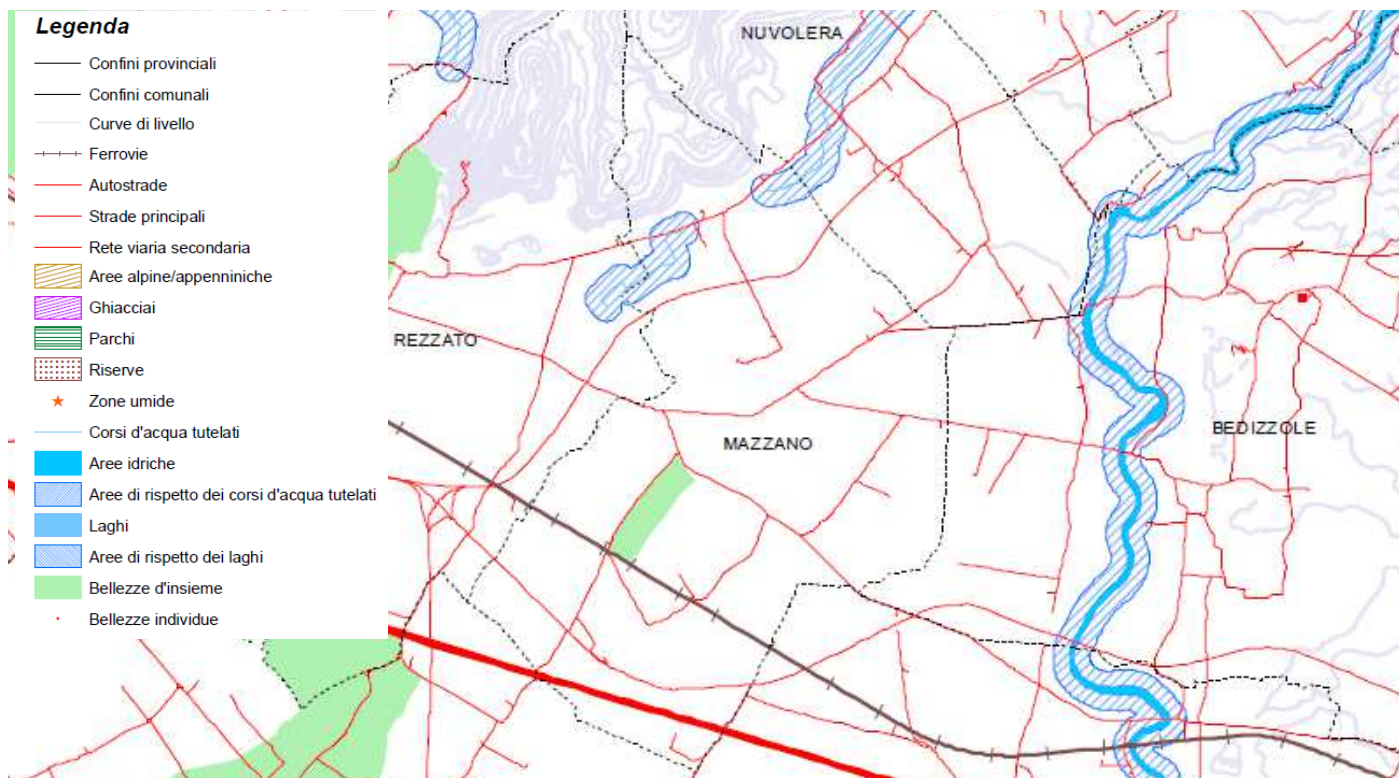 Legenda
Confini provinciali
Confini comunali
Curve di livello
Ferrovie
Autostrade
Strade principali
Rete viaria secondaria
Aree alpine/appenniniche
Ghiacciai
Parchi
Riserve
Zone umide
Corsi d'acqua tutelati
Aree idriche
Aree di rispetto dei corsi d'acqua tutelati
Laghi
Aree di rispetto dei laghi
Bellezze d'insieme
Bellezze individue
NUVOLERA
REZZATO
MAZZANO
BEDIZZOLE